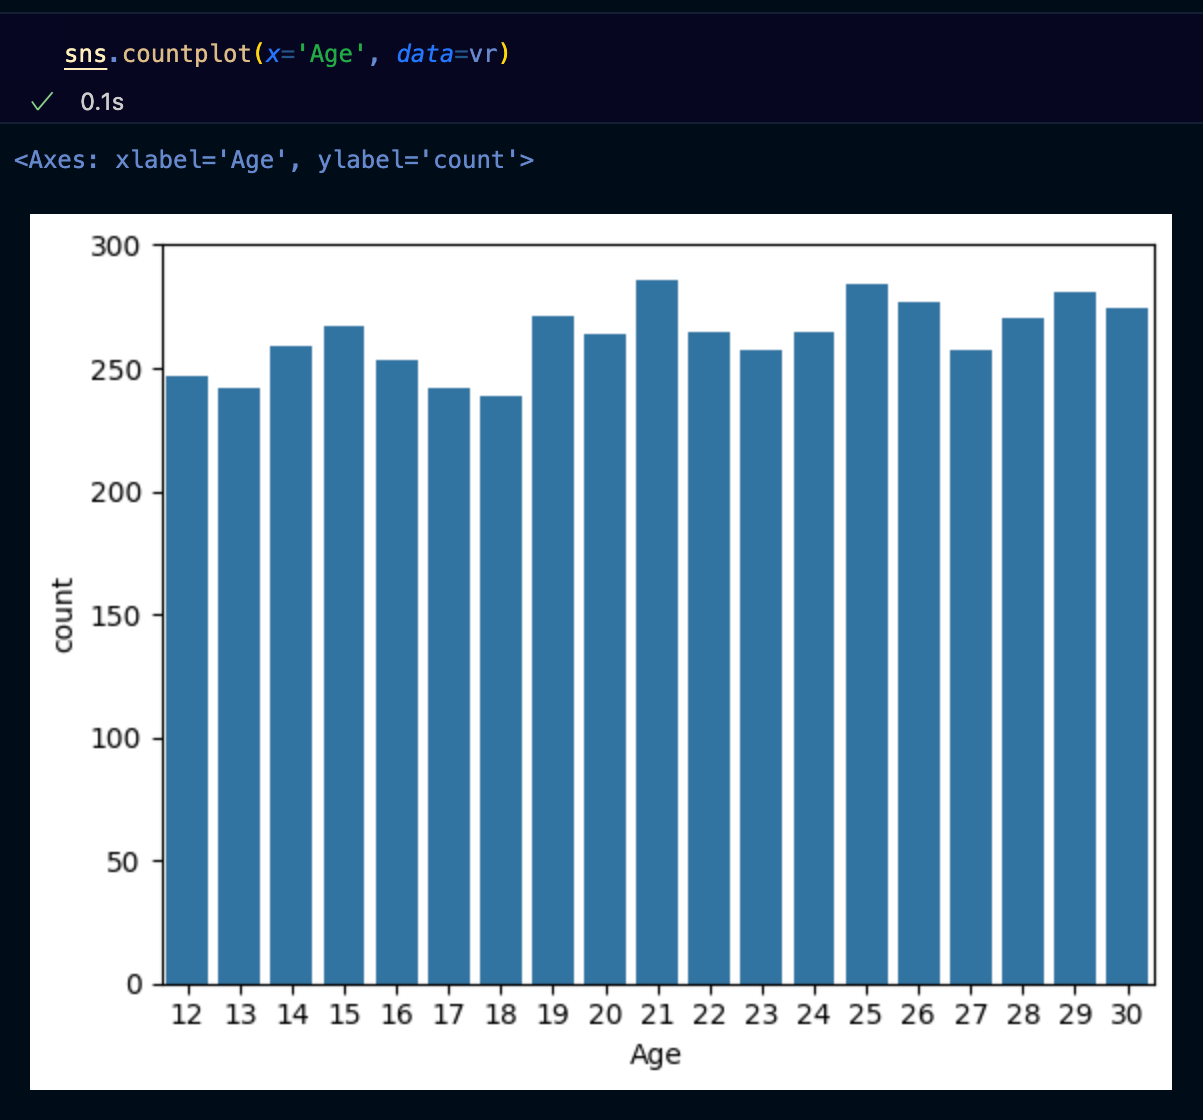 sns.countplot(x='Age', data=vr)
✓ 0.1s
<Axes: xlabel='Age', ylabel='count'>
300
250
200
150
100
50
0
count
12 13 14 15 16 17 18 19 20 21 22 23 24 25 26 27 28 29 30
Age